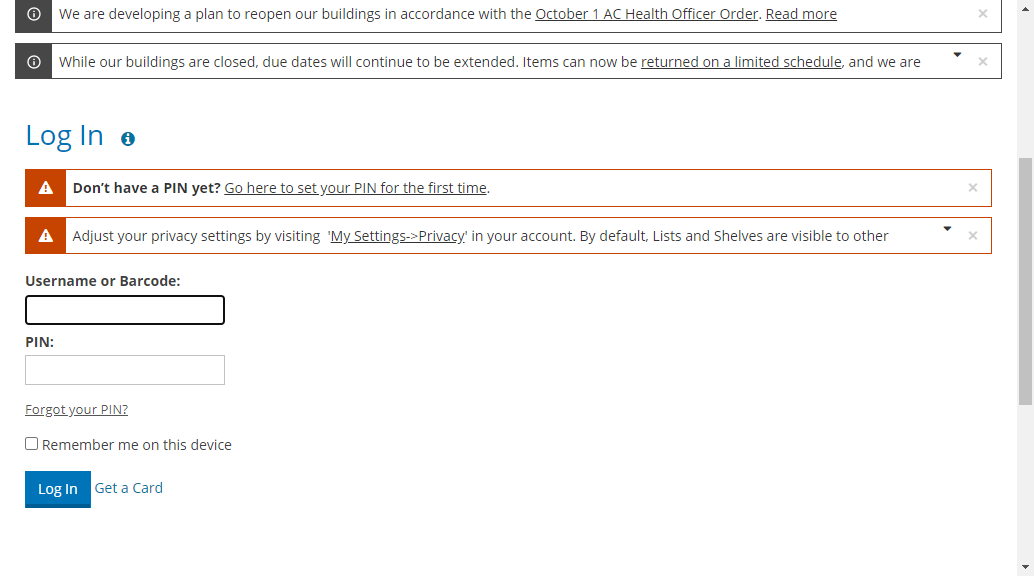 We are developing a plan to reopen our buildings in accordance with the October 1 AC Health Officer Order. Read more
While our buildings are closed, due dates will continue to be extended. Items can now be returned on a limited schedule, and we are
Log In
Don’t have a PIN yet? Go here to set your PIN for the first time.
Adjust your privacy settings by visiting 'My Settings->Privacy' in your account. By default, Lists and Shelves are visible to other
Username or Barcode:
PIN:
Forgot your PIN?
Remember me on this device
Log In Get a Card